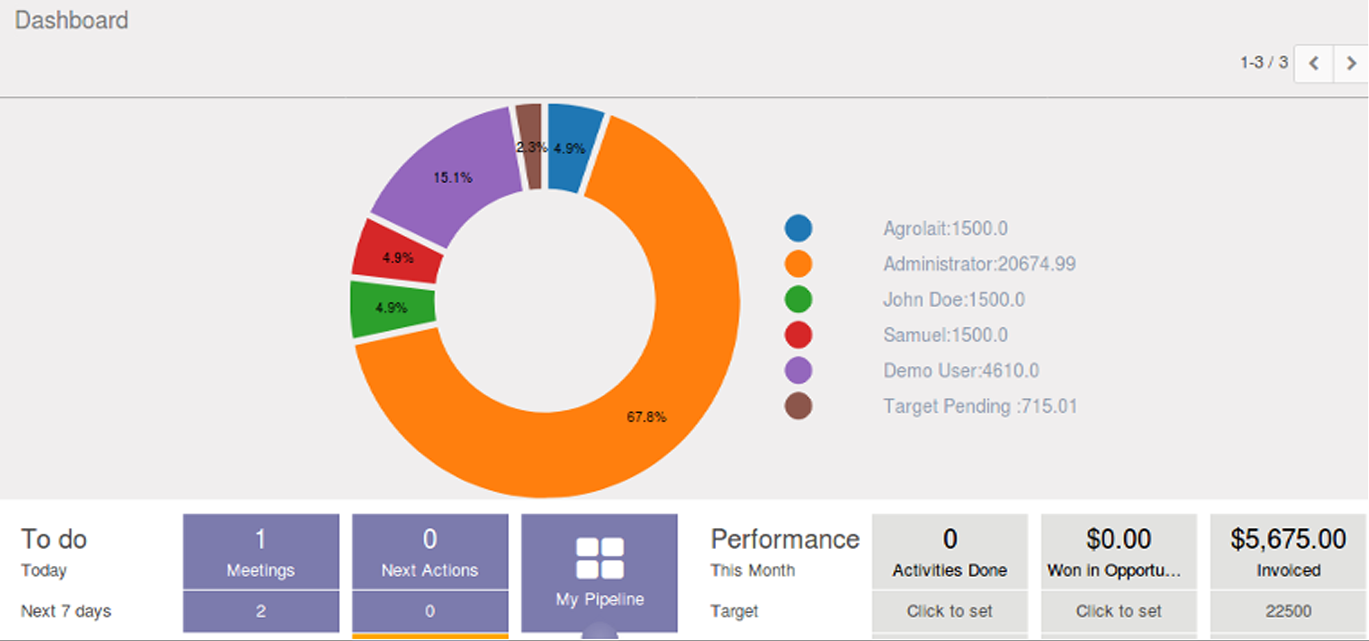 Dashboard
1-3 / 3
2.3% 4.9%
15.1%
4.9%
4.9%
67.8%
Agrolait:1500.0
Administrator:20674.99
John Doe:1500.0
Samuel:1500.0
Demo User:4610.0
Target Pending :715.01
To do
Today
Next 7 days
1
Meetings
2
0
Next Actions
0
My Pipeline
Performance
This Month
Target
0
Activities Done
Click to set
$0.00
Won in Opportu...
Click to set
$5,675.00
Invoiced
22500